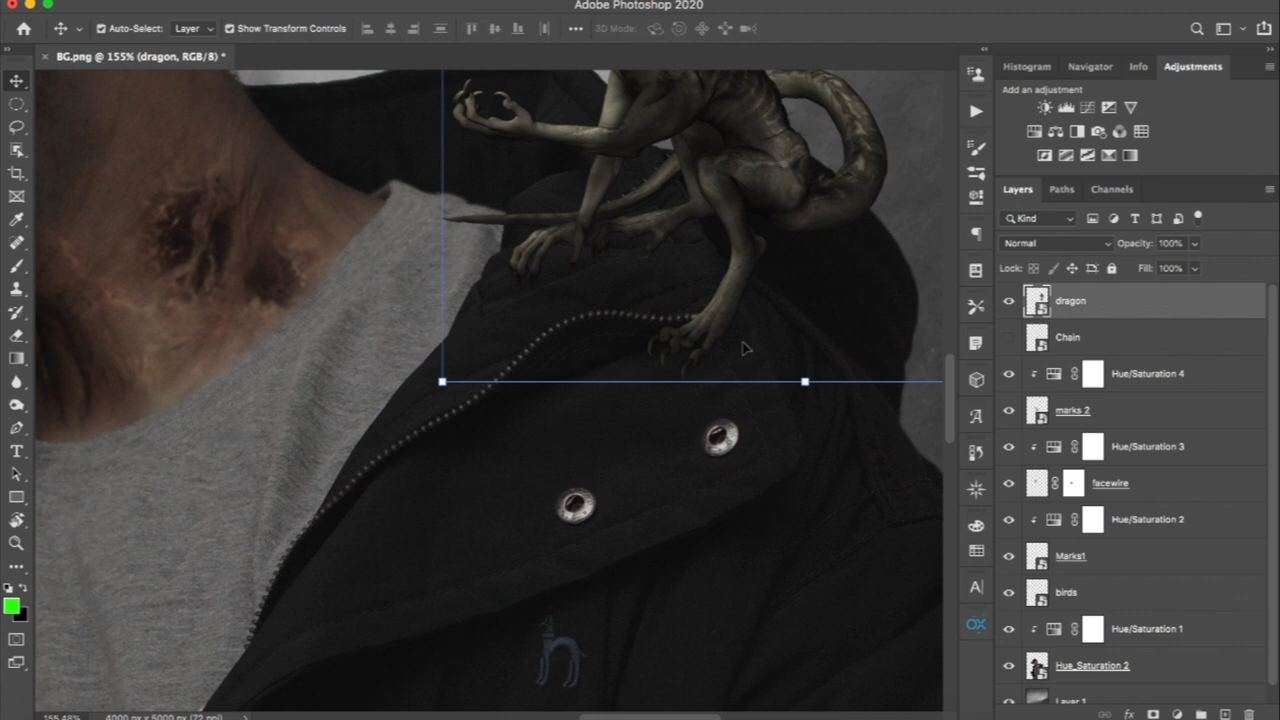 Adobe Photoshop 2020
Auto-Select: Layer Show Transform Controls 3D Mode:
BG.png @ 155% (dragon, RGB/8) *
Histogram Navigator Info Adjustments
Add an adjustment
Layers Paths Channels
Kind
Normal Opacity: 100%
Lock: Fill: 100%
dragon
Chain
Hue/Saturation 4
marks 2
Hue/Saturation 3
facewire
Hue/Saturation 2
Marks1
birds
Hue/Saturation 1
Hue_Saturation 2
Layer 1
155.48% 4000 px x 5000 px (72 ppi)